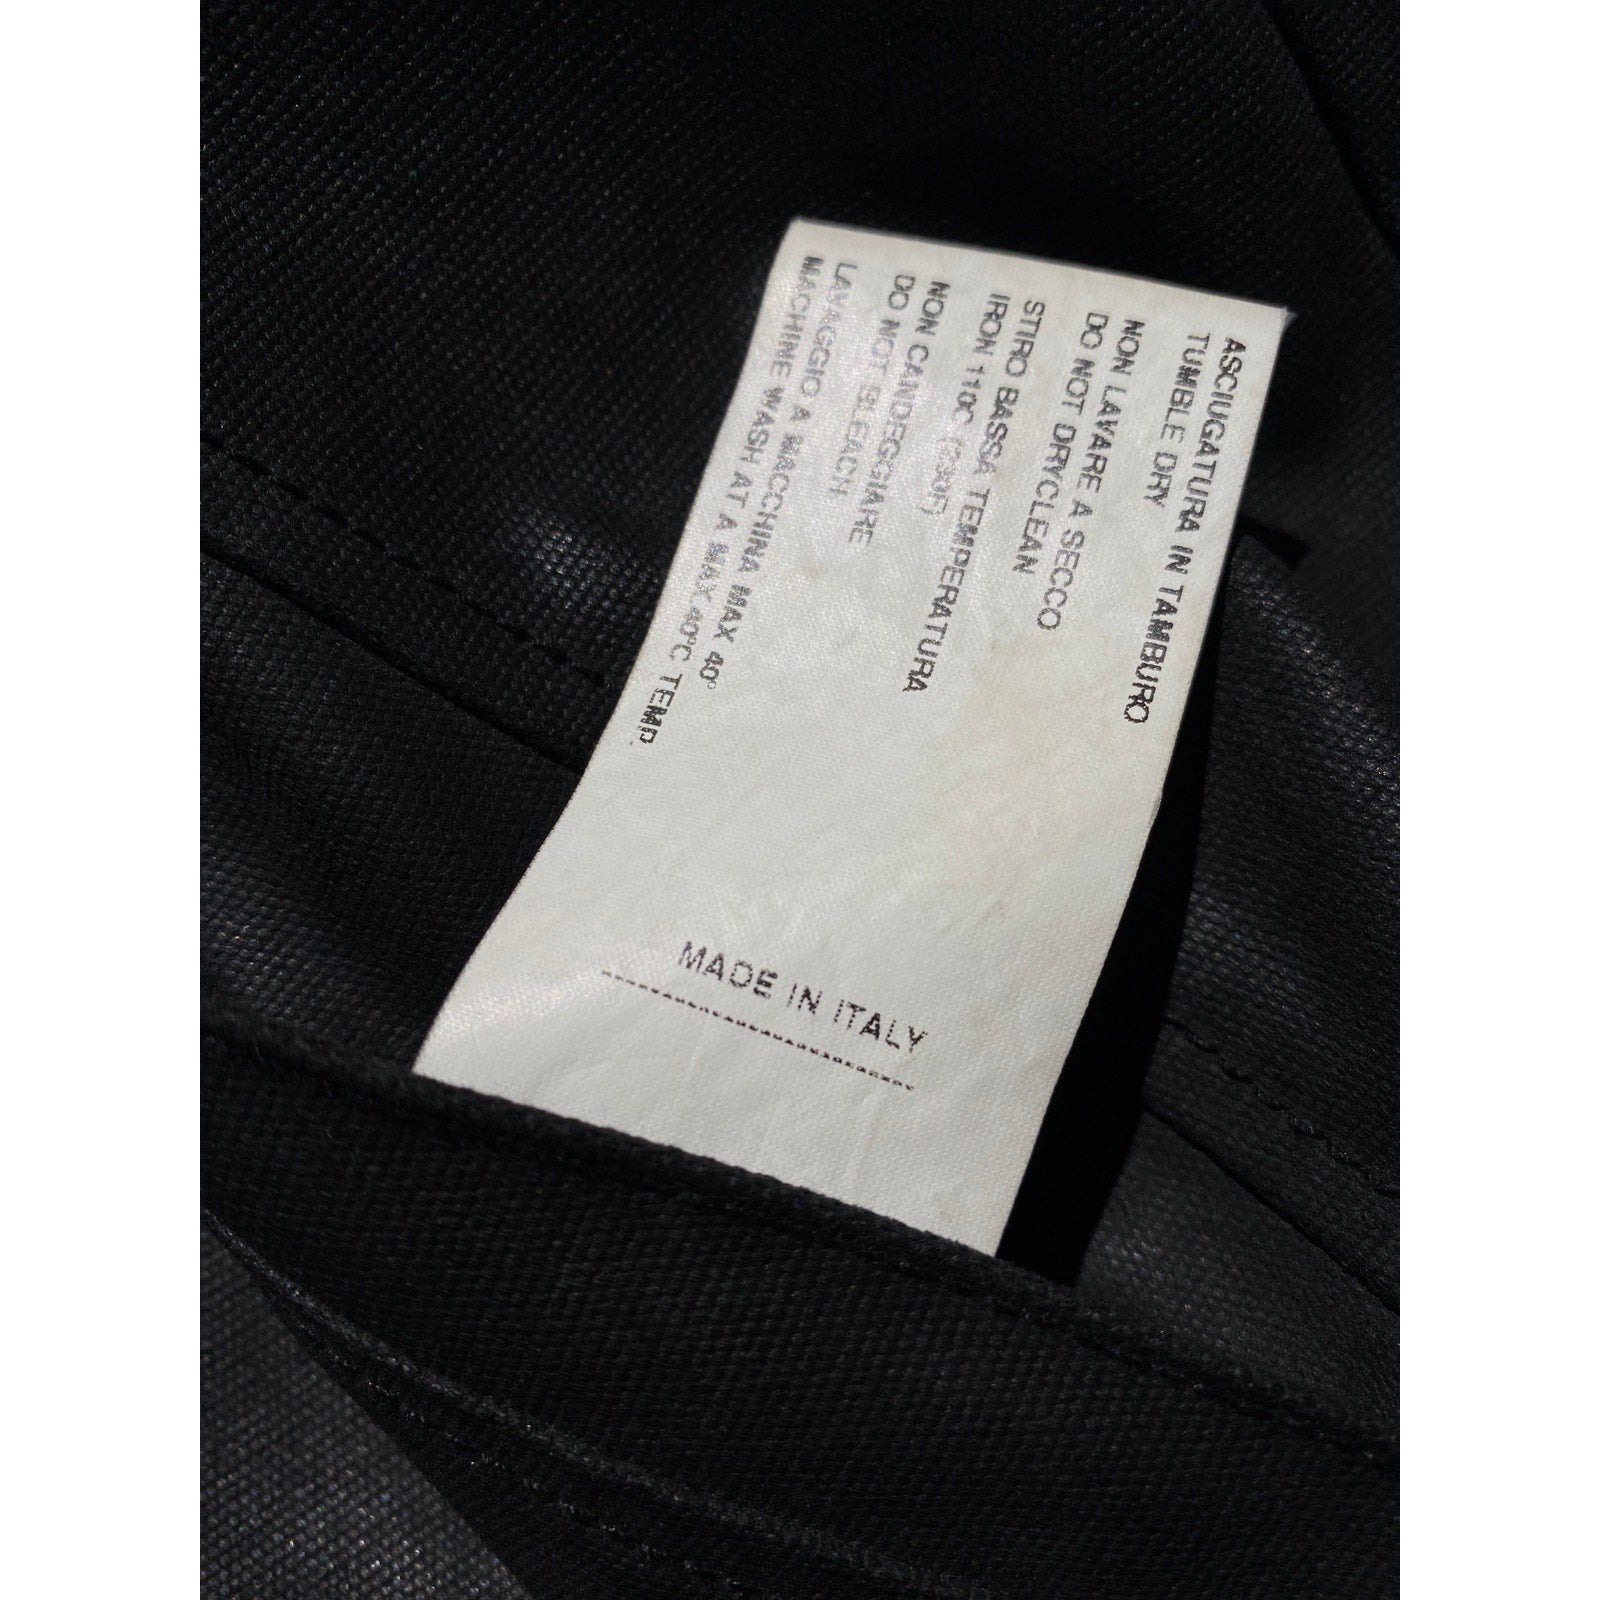 LAVAGGIO A MACCHINA MAX 40°
MACHINE WASH AT A MAX 40°C TEMP.
NON CANDEGGIARE
DO NOT BLEACH
STIRO BASSA TEMPERATURA
IRON 110C (230F)
NON LAVARE A SECCO
DO NOT DRYCLEAN
ASCIUGATURA IN TAMBURO
TUMBLE DRY
MADE IN ITALY